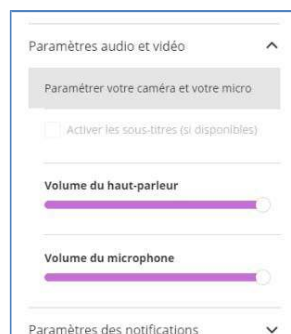 Paramètres audio et vidéo
Paramétrer votre caméra et votre micro
Activer les sous-titres (si disponibles)
Volume du haut-parleur
Volume du microphone
Paramètres des notifications